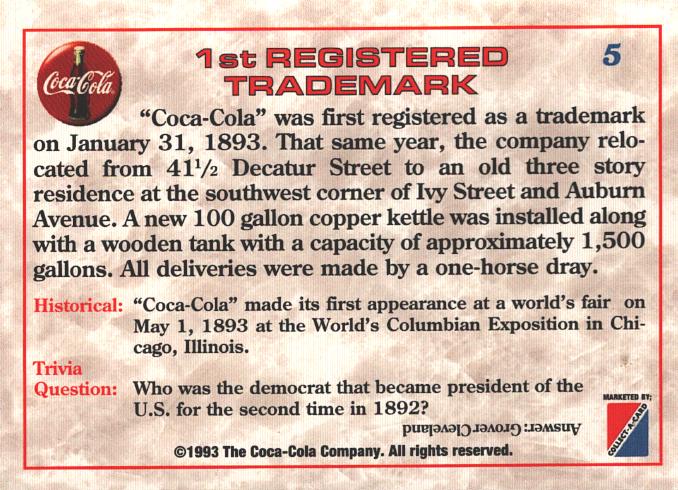 Coca-Cola
1st REGISTERED
TRADEMARK
5
"Coca-Cola" was first registered as a trademark
on January 31, 1893. That same year, the company relo-
cated from 41½ Decatur Street to an old three story
residence at the southwest corner of Ivy Street and Auburn
Avenue. A new 100 gallon copper kettle was installed along
with a wooden tank with a capacity of approximately 1,500
gallons. All deliveries were made by a one-horse dray.
Historical: "Coca-Cola" made its first appearance at a world's fair on
May 1, 1893 at the World's Columbian Exposition in Chi-
cago, Illinois.
Trivia
Question: Who was the democrat that became president of the
U.S. for the second time in 1892?
Answer: Grover Cleveland
MARKETED BY;
COLLECT-A-CARD
©1993 The Coca-Cola Company. All rights reserved.